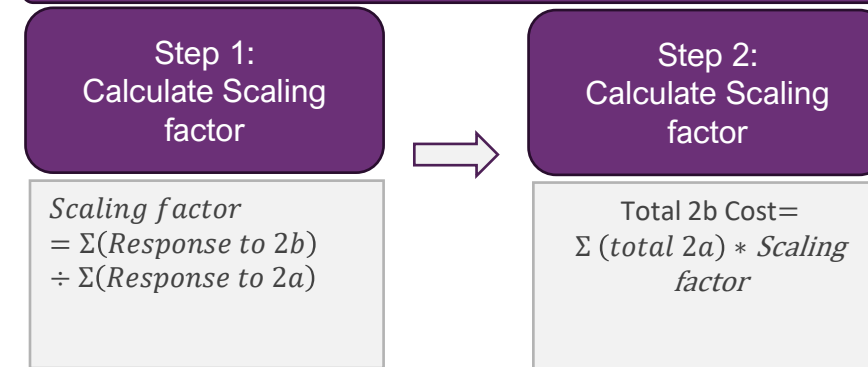 Step 1:
Calculate Scaling
factor
Scaling factor
= Σ(Response to 2b)
÷ Σ(Response to 2a)
Step 2:
Calculate Scaling
factor
Total 2b Cost=
Σ (total 2a) * Scaling
factor